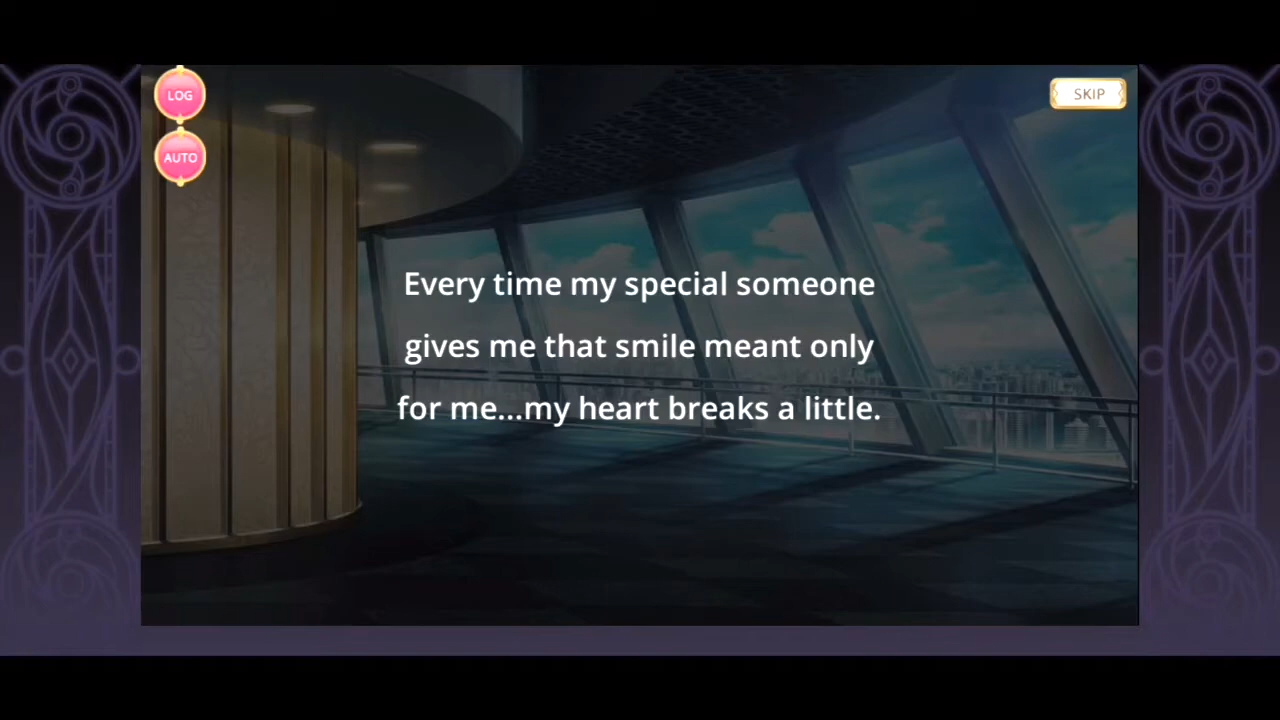 LOG
SKIP
AUTO
Every time my special someone
gives me that smile meant only
for me...my heart breaks a little.